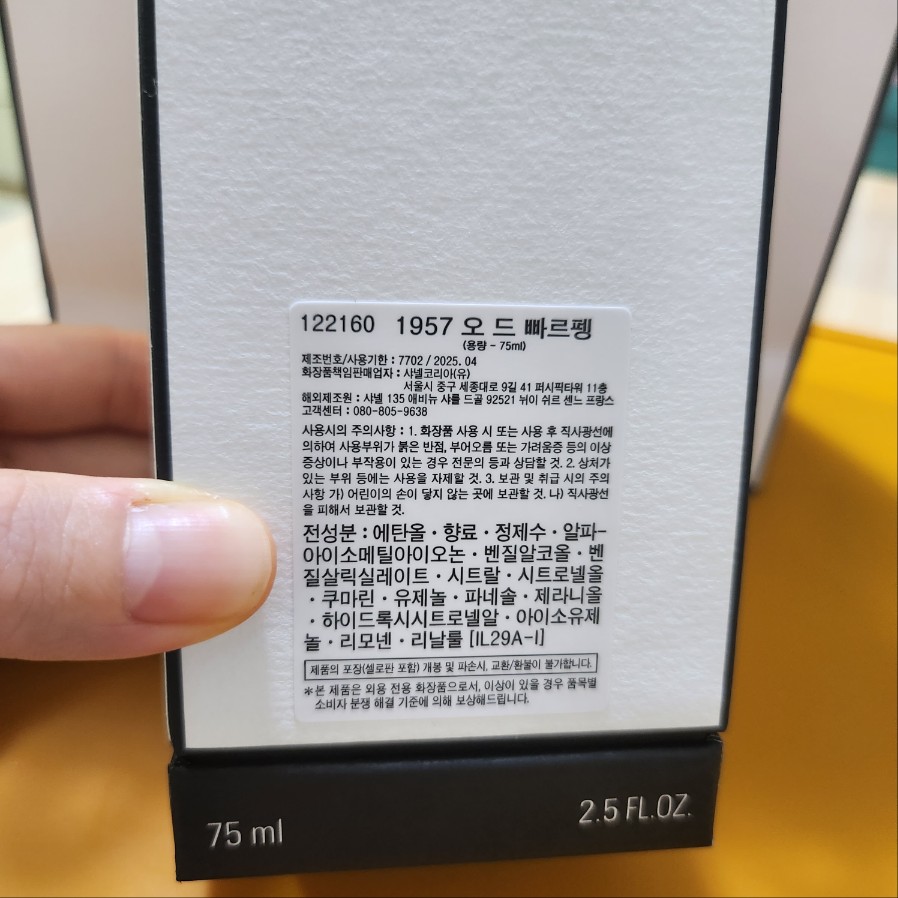 122160 1957 오 드 빠르펭
(용량 - 75ml)
제조번호/사용기한 : 7702 / 2025. 04
화장품책임판매업자 : 샤넬코리아(유)
서울시 중구 세종대로 9길 41 퍼시픽타워 11층
해외제조원 : 샤넬 135 애비뉴 샤를 드골 92521 뉘이 쉬르 센느 프랑스
고객센터 : 080-805-9638
사용시의 주의사항 : 1. 화장품 사용 시 또는 사용 후 직사광선에
의하여 사용부위가 붉은 반점, 부어오름 또는 가려움증 등의 이상
증상이나 부작용이 있는 경우 전문의 등과 상담할 것. 2. 상처가
있는 부위 등에는 사용을 자제할 것. 3. 보관 및 취급 시의 주의
사항 가) 어린이의 손이 닿지 않는 곳에 보관할 것. 나) 직사광선
을 피해서 보관할 것.
전성분 : 에탄올 · 향료 · 정제수 · 알파-
아이소메틸아이오논 · 벤질알코올 · 벤
질살릭실레이트 · 시트랄 · 시트로넬올
· 쿠마린 · 유제놀 · 파네솔 · 제라니올
· 하이드록시시트로넬알 · 아이소유제
놀 · 리모넨 · 리날룰 [IL29A-I]
제품의 포장(셀로판 포함) 개봉 및 파손시, 교환/환불이 불가합니다.
*본 제품은 외용 전용 화장품으로서, 이상이 있을 경우 품목별
소비자 분쟁 해결 기준에 의해 보상해드립니다.
75 ml 2.5 FL.OZ.